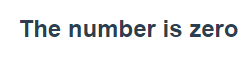 The number is zero